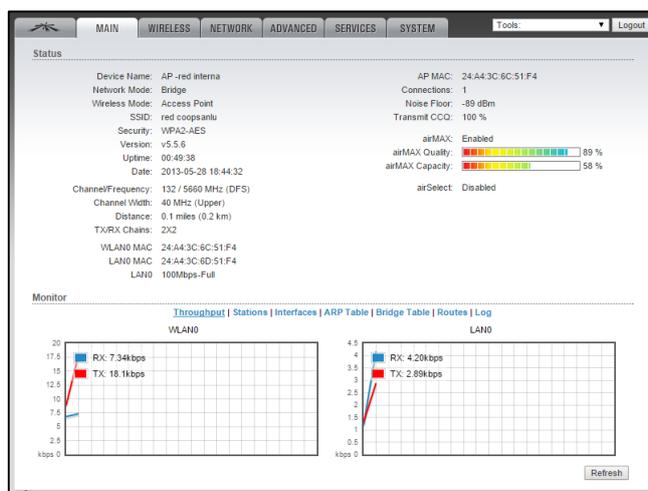 MAIN WIRELESS NETWORK ADVANCED SERVICES SYSTEM Tools: Logout
Status
Device Name: AP -red interna
Network Mode: Bridge
Wireless Mode: Access Point
SSID: red coopsanlu
Security: WPA2-AES
Version: v5.5.6
Uptime: 00:49:38
Date: 2013-05-28 18:44:32
Channel/Frequency: 132 / 5660 MHz (DFS)
Channel Width: 40 MHz (Upper)
Distance: 0.1 miles (0.2 km)
TX/RX Chains: 2X2
WLAN0 MAC 24:A4:3C:6C:51:F4
LAN0 MAC 24:A4:3C:6D:51:F4
LAN0 100Mbps-Full
AP MAC: 24:A4:3C:6C:51:F4
Connections: 1
Noise Floor: -89 dBm
Transmit CCQ: 100 %
airMAX: Enabled
airMAX Quality: 89 %
airMAX Capacity: 58 %
airSelect: Disabled
Monitor
Throughput | Stations | Interfaces | ARP Table | Bridge Table | Routes | Log
WLAN0
20
17.5
15
12.5
10
7.5
5
2.5
kbps 0
RX: 7.34kbps
TX: 18.1kbps
LAN0
4.5
4
3.5
3
2.5
2
1.5
1
0.5
kbps 0
RX: 4.20kbps
TX: 2.89kbps
Refresh